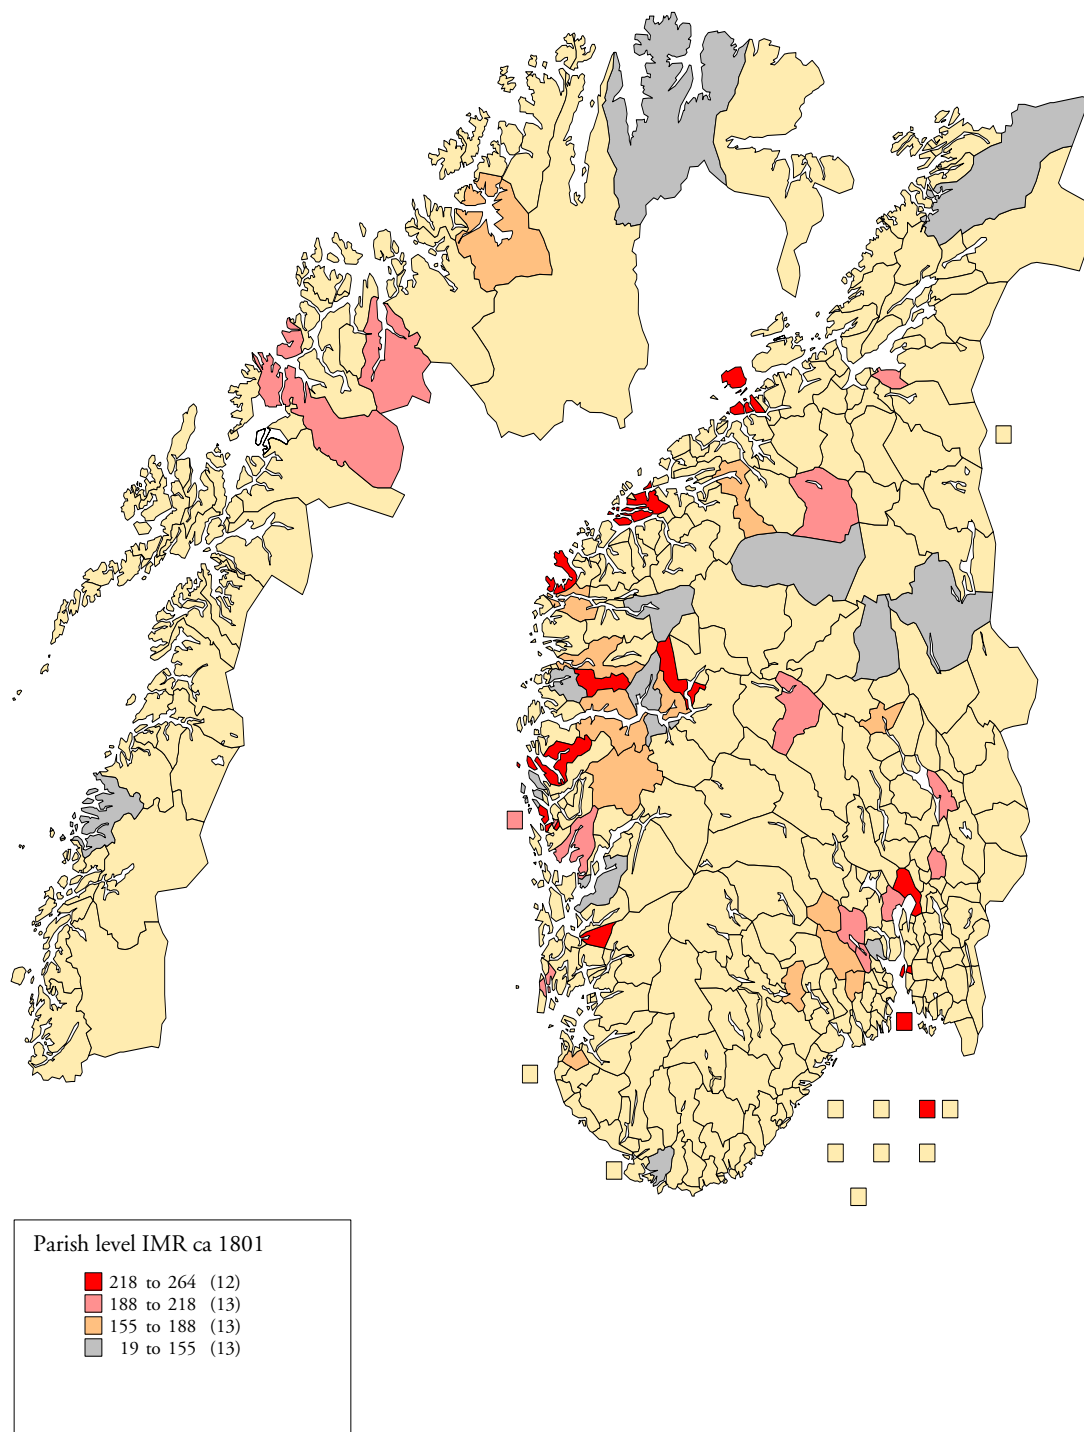 Parish level IMR ca 1801
218 to 264 (12)
188 to 218 (13)
155 to 188 (13)
19 to 155 (13)